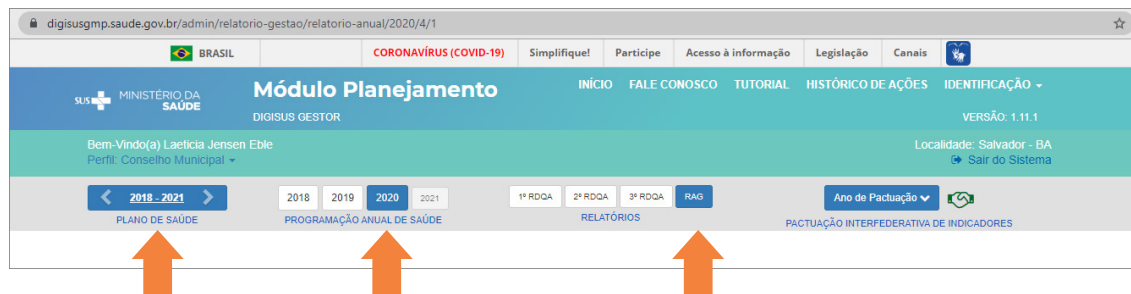 digisusgmp.saude.gov.br/admin/relatorio-gestao/relatorio-anual/2020/4/1
BRASIL CORONAVÍRUS (COVID-19) Simplifique! Participe Acesso à informação Legislação Canais
SUS MINISTÉRIO DA SAÚDE
Módulo Planejamento
DIGISUS GESTOR
INÍCIO FALE CONOSCO TUTORIAL HISTÓRICO DE AÇÕES IDENTIFICAÇÃO
VERSÃO: 1.11.1
Bem-Vindo(a) Laeticia Jensen Eble Localidade: Salvador - BA
Perfil: Conselho Municipal Sair do Sistema
2018 - 2021 2018 2019 2020 2021 1º RDQA 2º RDQA 3º RDQA RAG Ano de Pactuação
PLANO DE SAÚDE PROGRAMAÇÃO ANUAL DE SAÚDE RELATÓRIOS PACTUAÇÃO INTERFEDERATIVA DE INDICADORES